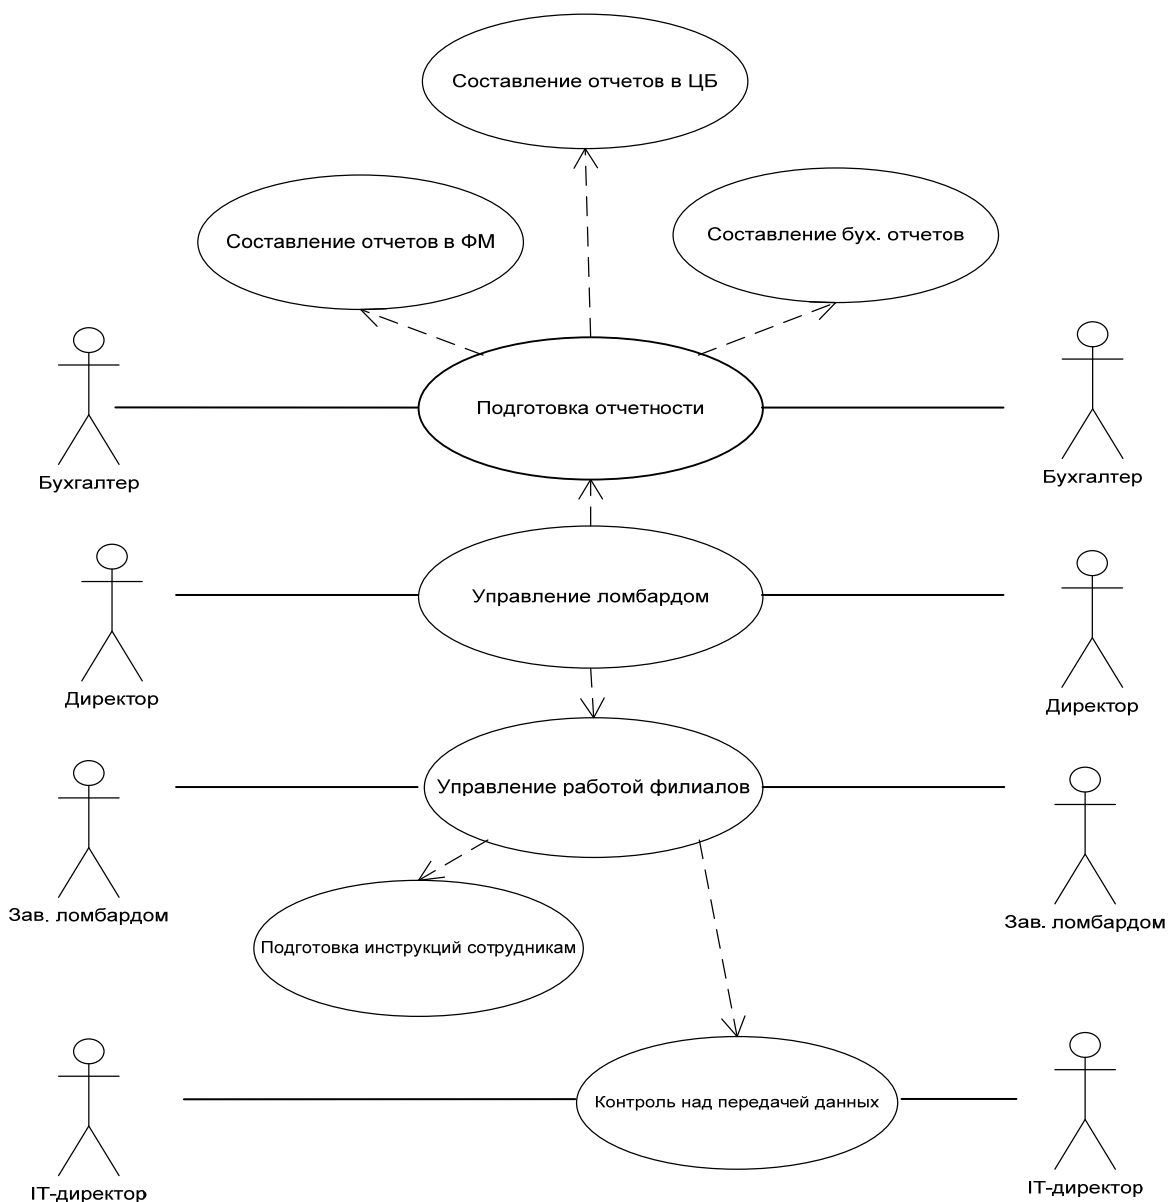 Составление отчетов в ЦБ
Составление отчетов в ФМ
Составление бух. отчетов
Подготовка отчетности
Бухгалтер
Бухгалтер
Управление ломбардом
Директор
Директор
Управление работой филиалов
Зав. ломбардом
Зав. ломбардом
Подготовка инструкций сотрудникам
Контроль над передачей данных
IT-директор
IT-директор